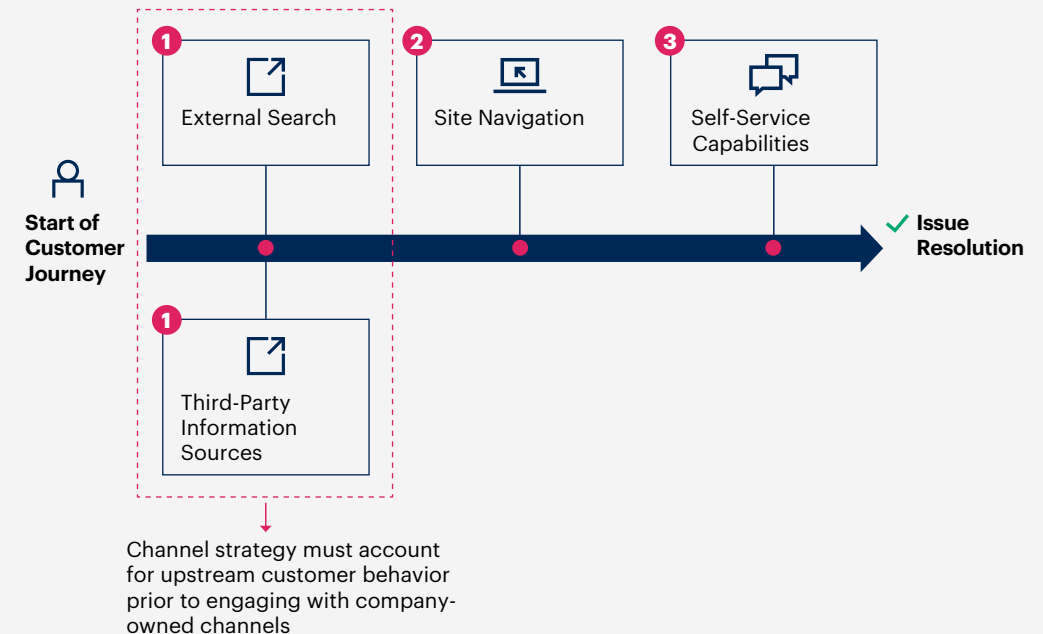 1
External Search
2
Site Navigation
3
Self-Service
Capabilities
Start of
Customer
Journey
Issue
Resolution
1
Third-Party
Information
Sources
Channel strategy must account
for upstream customer behavior
prior to engaging with company-
owned channels